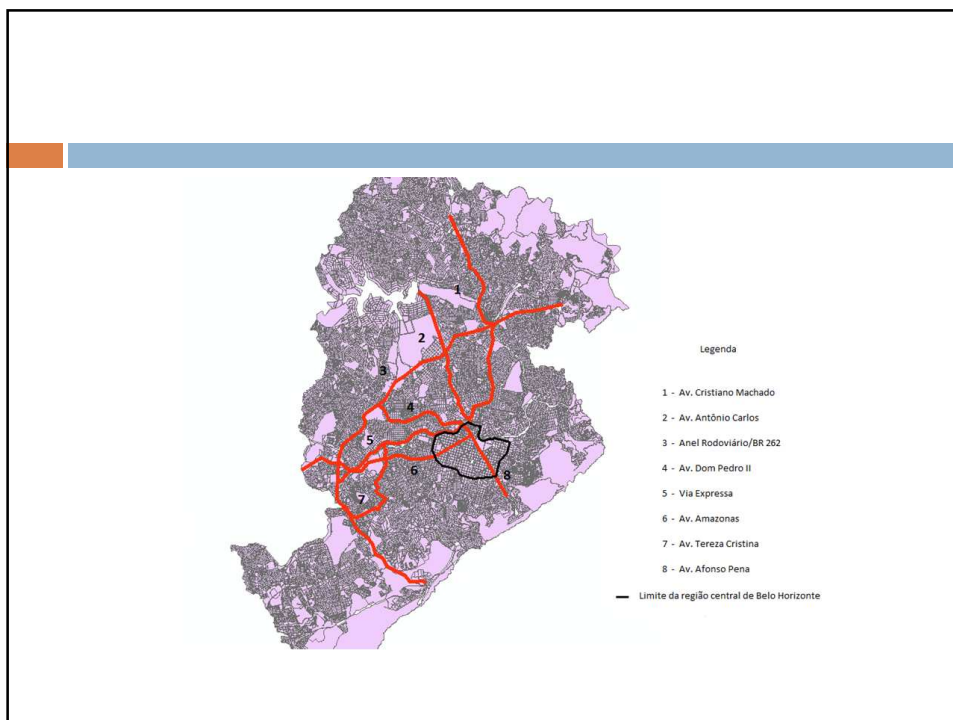 1
2
3
4
5
6
7
8
Legenda
1 - Av. Cristiano Machado
2 - Av. Antônio Carlos
3 - Anel Rodoviário/BR 262
4 - Av. Dom Pedro II
5 - Via Expressa
6 - Av. Amazonas
7 - Av. Tereza Cristina
8 - Av. Afonso Pena
Limite da região central de Belo Horizonte